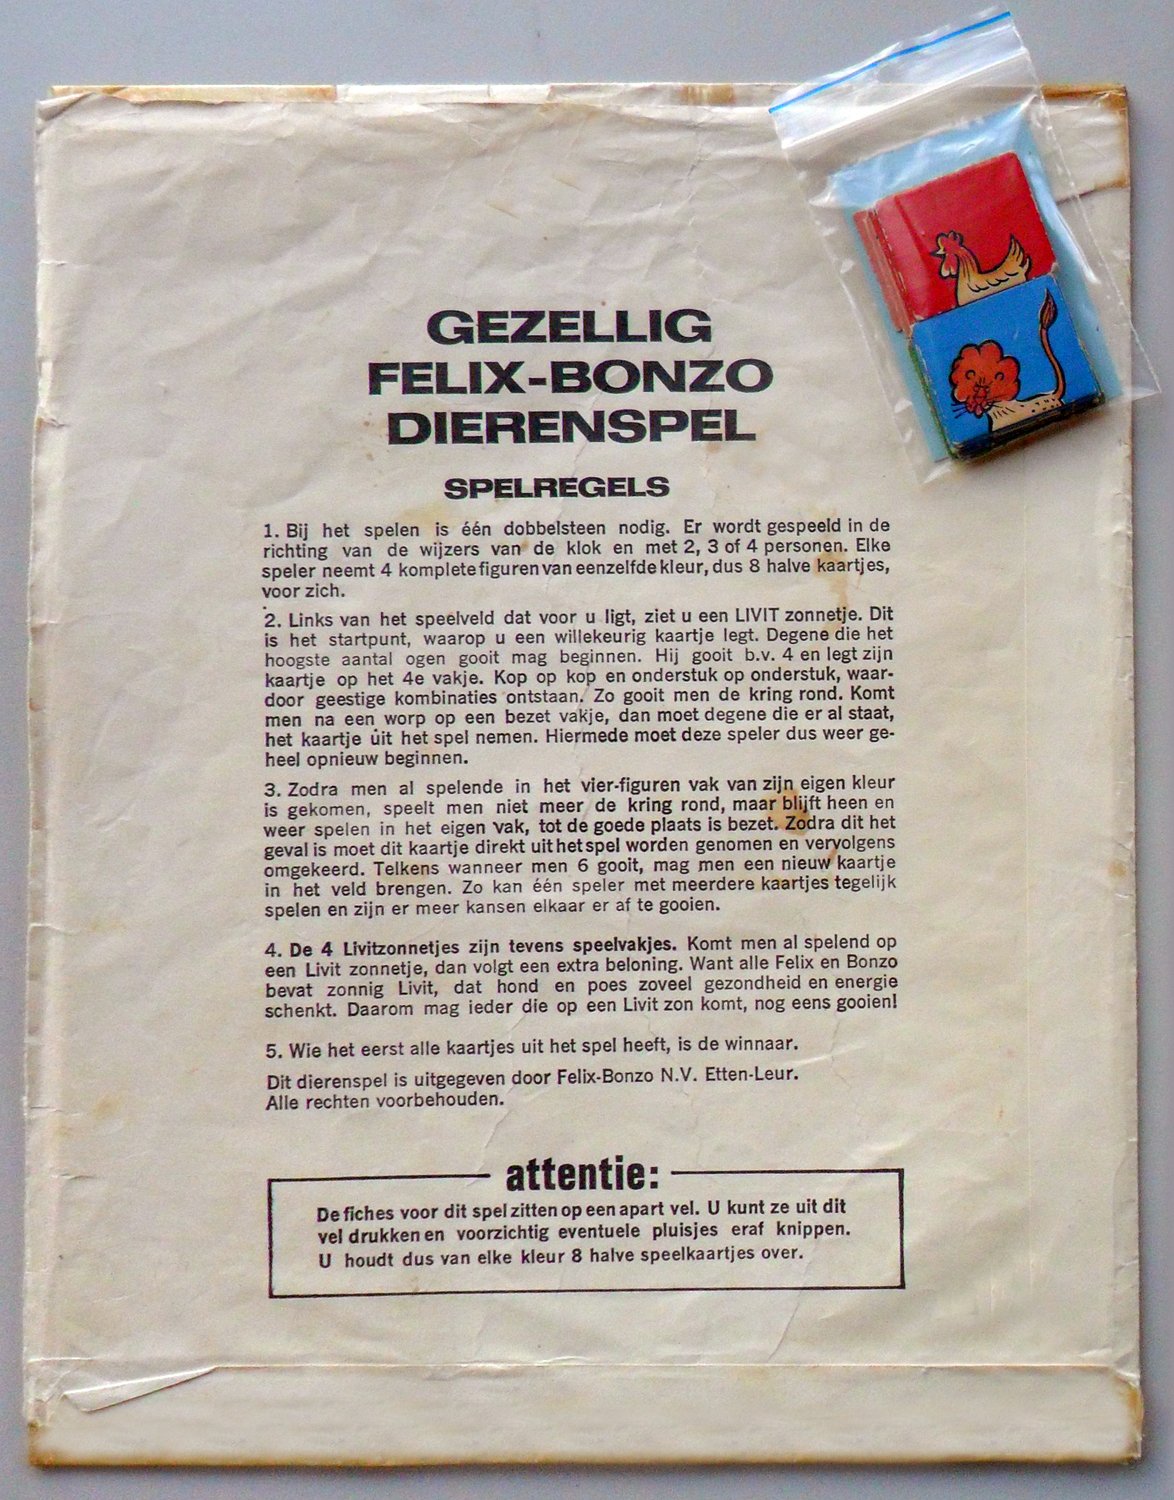 GEZELLIG
FELIX-BONZO
DIERENSPEL
SPELREGELS
1. Bij het spelen is één dobbelsteen nodig. Er wordt gespeeld in de
richting van de wijzers van de klok en met 2, 3 of 4 personen. Elke
speler neemt 4 komplete figuren van eenzelfde kleur, dus 8 halve kaartjes,
voor zich.
2. Links van het speelveld dat voor u ligt, ziet u een LIVIT zonnetje. Dit
is het startpunt, waarop u een willekeurig kaartje legt. Degene die het
hoogste aantal ogen gooit mag beginnen. Hij gooit b.v. 4 en legt zijn
kaartje op het 4e vakje. Kop op kop en onderstuk op onderstuk, waar-
door geestige kombinaties ontstaan. Zo gooit men de kring rond. Komt
men na een worp op een bezet vakje, dan moet degene die er al staat,
het kaartje uit het spel nemen. Hiermede moet deze speler dus weer ge-
heel opnieuw beginnen.
3. Zodra men al spelende in het vier-figuren vak van zijn eigen kleur
is gekomen, speelt men niet meer de kring rond, maar blijft heen en
weer spelen in het eigen vak, tot de goede plaats is bezet. Zodra dit het
geval is moet dit kaartje direkt uit het spel worden genomen en vervolgens
omgekeerd. Telkens wanneer men 6 gooit, mag men een nieuw kaartje
in het veld brengen. Zo kan één speler met meerdere kaartjes tegelijk
spelen en zijn er meer kansen elkaar er af te gooien.
4. De 4 Livitzonnetjes zijn tevens speelvakjes. Komt men al spelend op
een Livit zonnetje, dan volgt een extra beloning. Want alle Felix en Bonzo
bevat zonnig Livit, dat hond en poes zoveel gezondheid en energie
schenkt. Daarom mag ieder die op een Livit zon komt, nog eens gooien!
5. Wie het eerst alle kaartjes uit het spel heeft, is de winnaar.
Dit dierenspel is uitgegeven door Felix-Bonzo N.V. Etten-Leur.
Alle rechten voorbehouden.
attentie:
De fiches voor dit spel zitten op een apart vel. U kunt ze uit dit
vel drukken en voorzichtig eventuele pluisjes eraf knippen.
U houdt dus van elke kleur 8 halve speelkaartjes over.